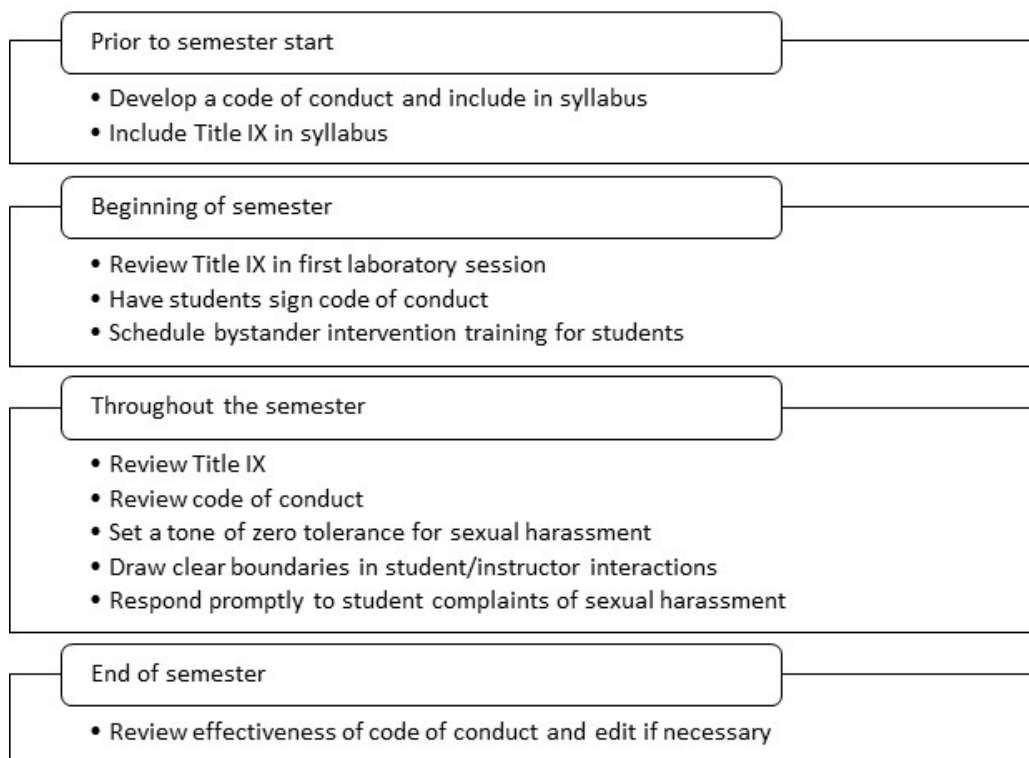 Prior to semester start
• Develop a code of conduct and include in syllabus
• Include Title IX in syllabus
Beginning of semester
• Review Title IX in first laboratory session
• Have students sign code of conduct
• Schedule bystander intervention training for students
Throughout the semester
• Review Title IX
• Review code of conduct
• Set a tone of zero tolerance for sexual harassment
• Draw clear boundaries in student/instructor interactions
• Respond promptly to student complaints of sexual harassment
End of semester
• Review effectiveness of code of conduct and edit if necessary